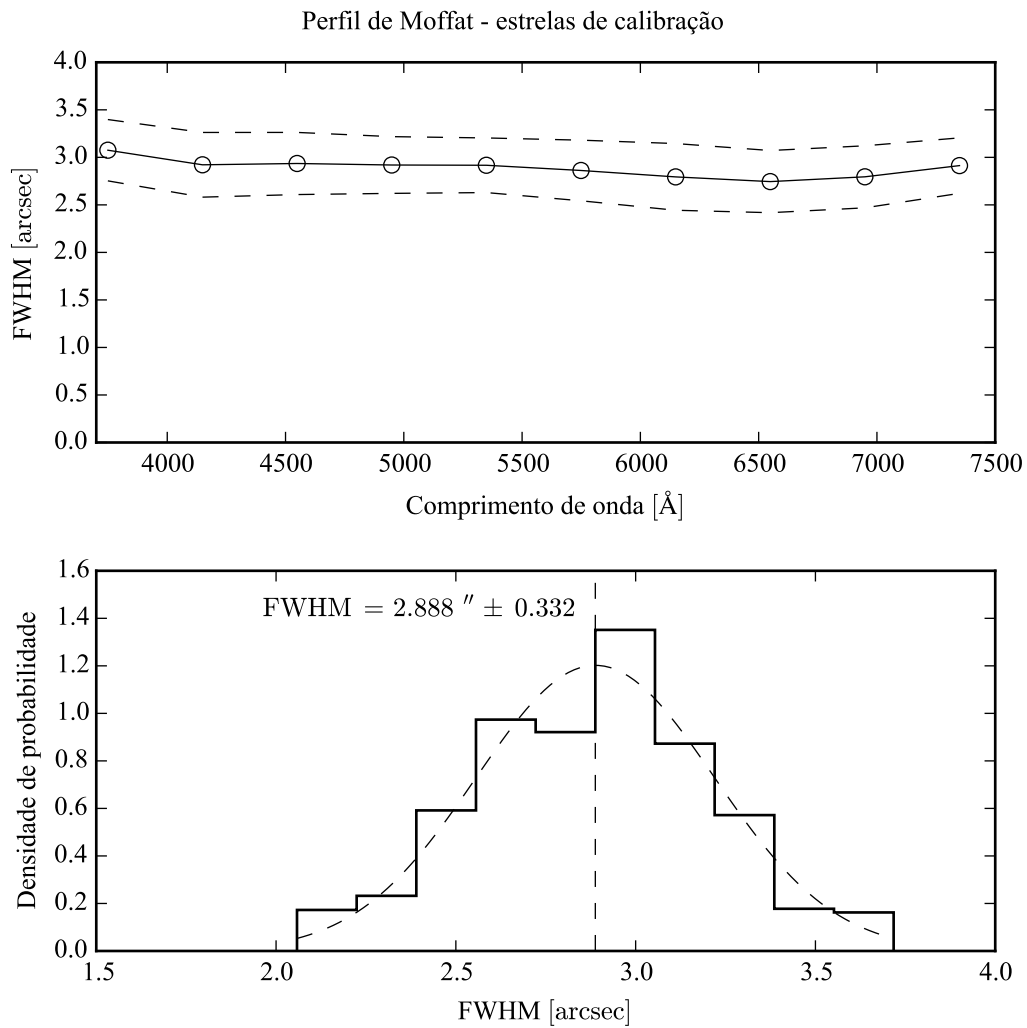 Perfil de Moffat - estrelas de calibração
4.0
3.5
3.0
2.5
2.0
1.5
1.0
0.5
0.0
FWHM [arcsec]
4000 4500 5000 5500 6000 6500 7000 7500
Comprimento de onda [Å]
1.6
1.4
1.2
1.0
0.8
0.6
0.4
0.2
0.0
Densidade de probabilidade
FWHM = 2.888 ″ ± 0.332
1.5 2.0 2.5 3.0 3.5 4.0
FWHM [arcsec]